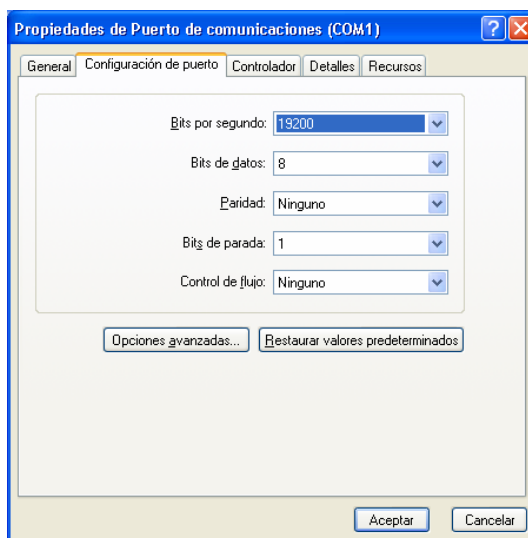 Propiedades de Puerto de comunicaciones (COM1)
General Configuración de puerto Controlador Detalles Recursos
Bits por segundo: 19200
Bits de datos: 8
Paridad: Ninguno
Bits de parada: 1
Control de flujo: Ninguno
Opciones avanzadas... Restaurar valores predeterminados
Aceptar Cancelar